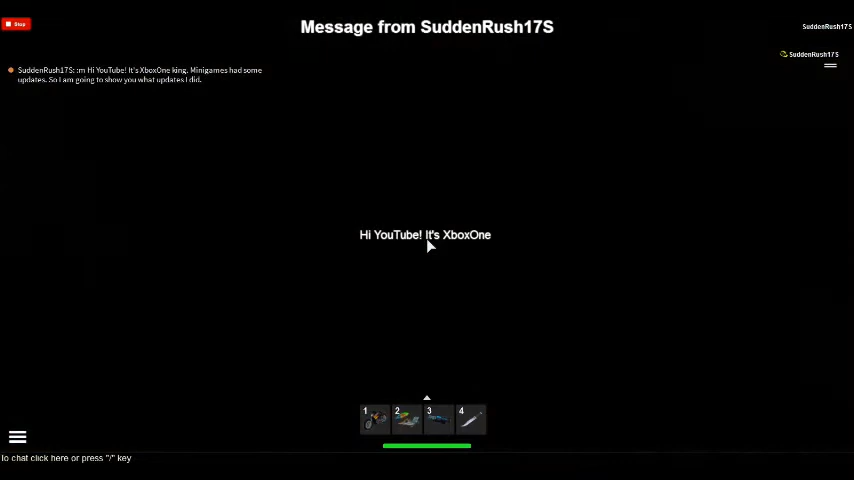 Stop
Message from SuddenRush17S
SuddenRush17S
SuddenRush17S
SuddenRush17S: :m Hi YouTube! It's XboxOne king. Minigames had some
updates. So I am going to show you what updates I did.
Hi YouTube! It's XboxOne
1 2 3 4
To chat click here or press "/" key